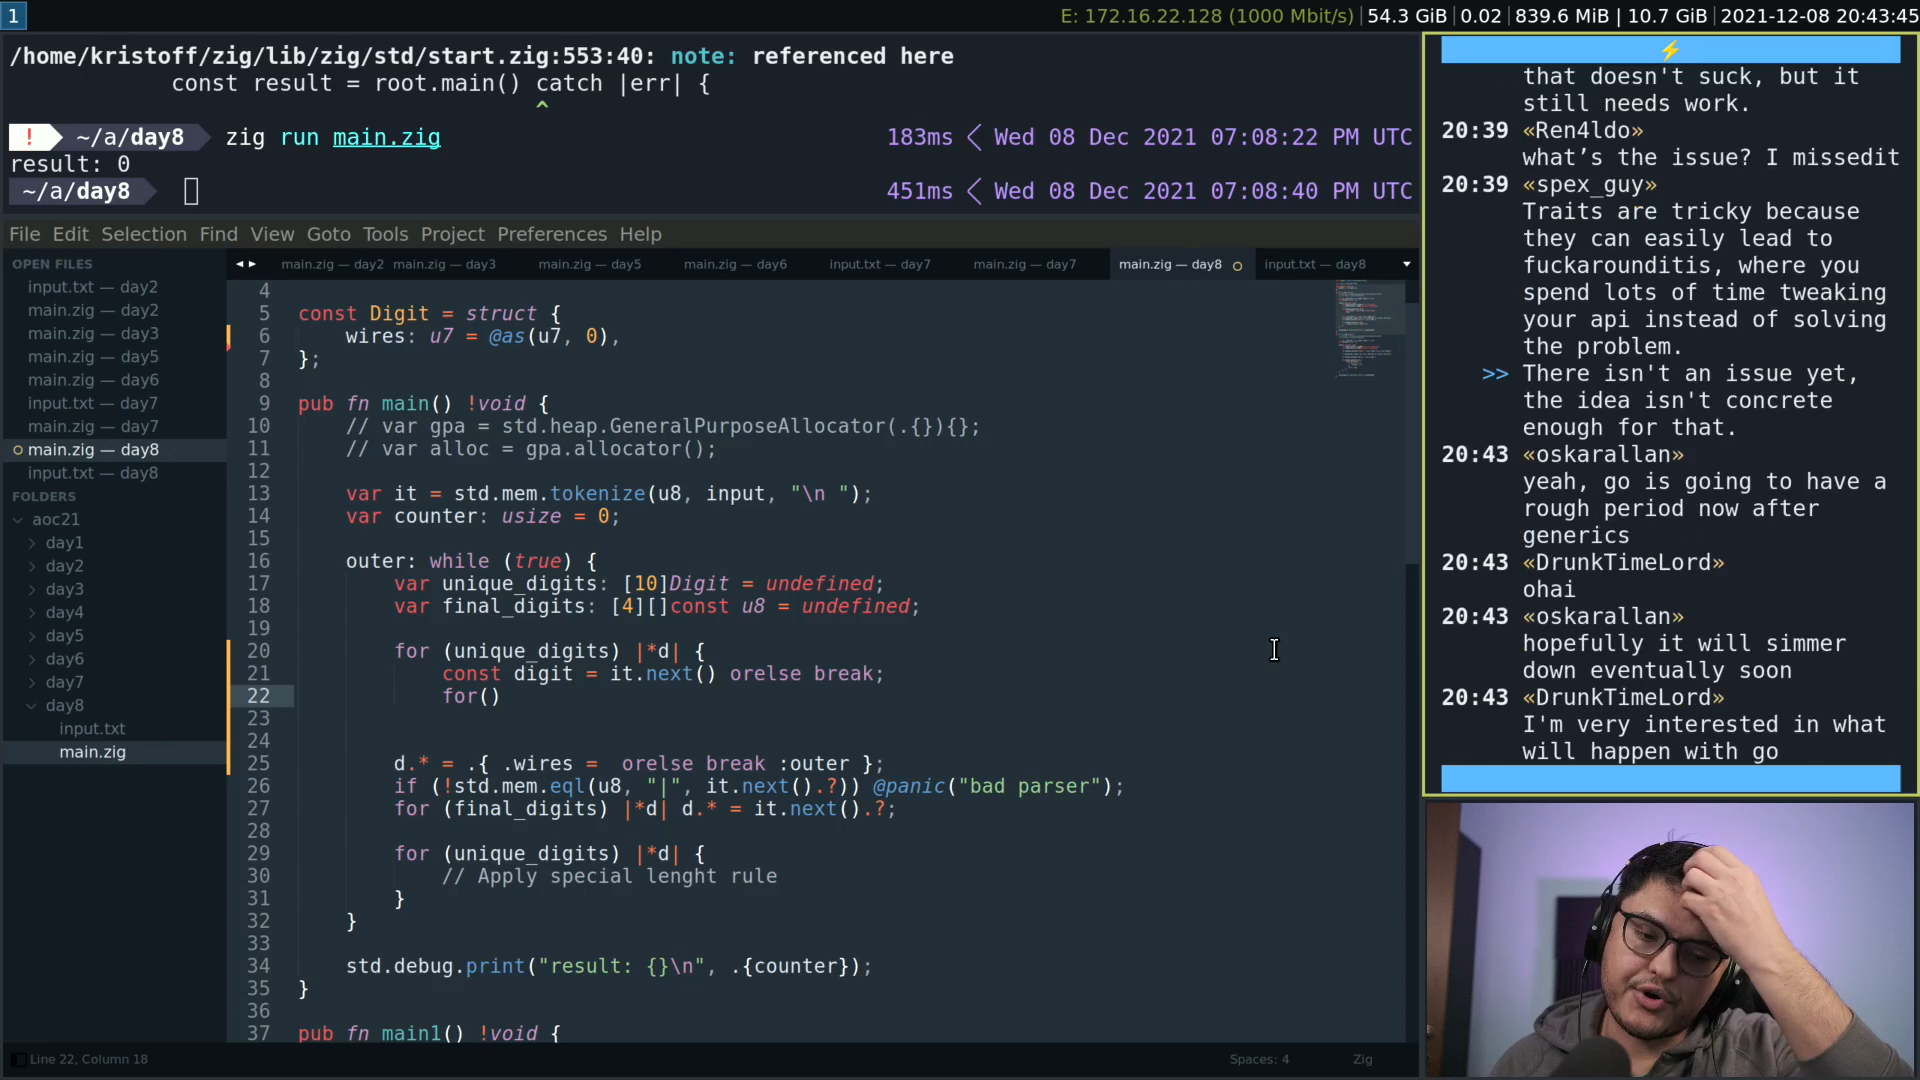 1
E: 172.16.22.128 (1000 Mbit/s) | 54.3 GiB | 0.02 | 839.6 MiB | 10.7 GiB | 2021-12-08 20:43:45
/home/kristoff/zig/lib/zig/std/start.zig:553:40: note: referenced here
const result = root.main() catch |err| {
^
! ~/a/day8 zig run main.zig 183ms < Wed 08 Dec 2021 07:08:22 PM UTC
result: 0
~/a/day8 451ms < Wed 08 Dec 2021 07:08:40 PM UTC
File Edit Selection Find View Goto Tools Project Preferences Help
OPEN FILES
input.txt — day2
main.zig — day2
main.zig — day3
main.zig — day5
main.zig — day6
input.txt — day7
main.zig — day7
main.zig — day8
input.txt — day8
FOLDERS
aoc21
day1
day2
day3
day4
day5
day6
day7
day8
input.txt
main.zig
main.zig — day2 main.zig — day3 main.zig — day5 main.zig — day6 input.txt — day7 main.zig — day7 main.zig — day8 input.txt — day8
4
5 const Digit = struct {
6 wires: u7 = @as(u7, 0),
7 };
8
9 pub fn main() !void {
10 // var gpa = std.heap.GeneralPurposeAllocator(.{}){};
11 // var alloc = gpa.allocator();
12
13 var it = std.mem.tokenize(u8, input, "\n ");
14 var counter: usize = 0;
15
16 outer: while (true) {
17 var unique_digits: [10]Digit = undefined;
18 var final_digits: [4][]const u8 = undefined;
19
20 for (unique_digits) |*d| {
21 const digit = it.next() orelse break;
22 for()
23
24
25 d.* = .{ .wires =  orelse break :outer };
26 if (!std.mem.eql(u8, "|", it.next().?)) @panic("bad parser");
27 for (final_digits) |*d| d.* = it.next().?;
28
29 for (unique_digits) |*d| {
30 // Apply special lenght rule
31 }
32 }
33
34 std.debug.print("result: {}\n", .{counter});
35 }
36
37 pub fn main1() !void {
Line 22, Column 18 Spaces: 4 Zig
⚡
that doesn't suck, but it
still needs work.
20:39 «Ren4ldo»
what’s the issue? I missedit
20:39 «spex_guy»
Traits are tricky because
they can easily lead to
fuckarounditis, where you
spend lots of time tweaking
your api instead of solving
the problem.
>> There isn't an issue yet,
the idea isn't concrete
enough for that.
20:43 «oskarallan»
yeah, go is going to have a
rough period now after
generics
20:43 «DrunkTimeLord»
ohai
20:43 «oskarallan»
hopefully it will simmer
down eventually soon
20:43 «DrunkTimeLord»
I'm very interested in what
will happen with go